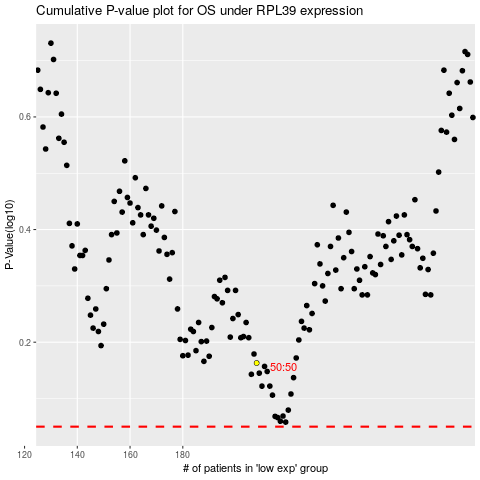 Cumulative P-value plot for OS under RPL39 expression
P-Value(log10)
0.6
0.4
0.2
50:50
120 140 160 180
# of patients in 'low exp' group